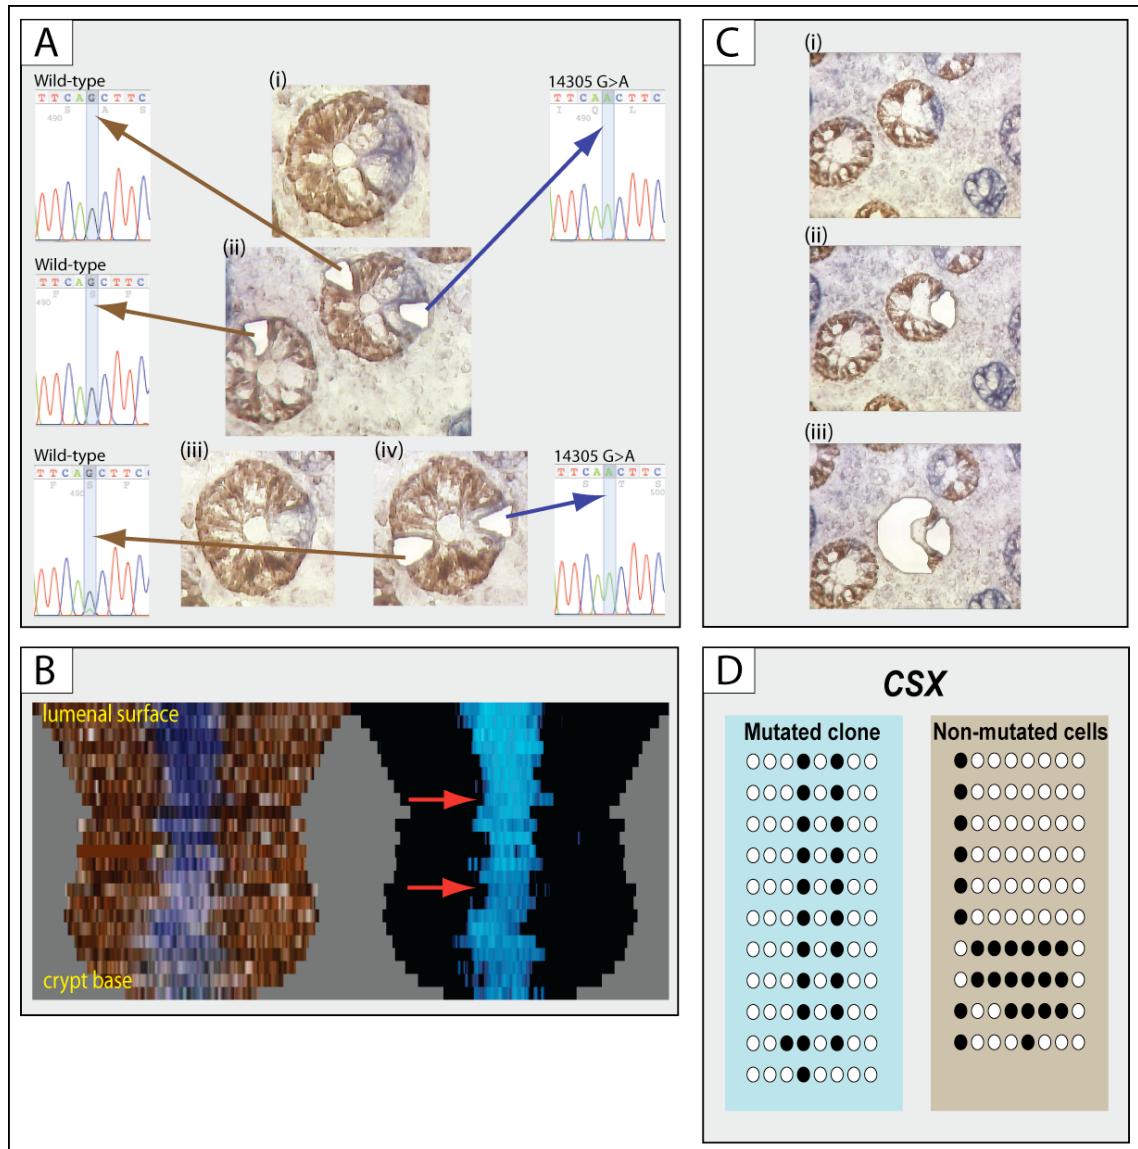 A
Wild-type
TTCAGCTTC
S A S
490
(i)
14305 G>A
TTCAACTTC
I Q L
490
(ii)
Wild-type
TTCAGCTTC
F S F
490
Wild-type
TTCAGCTTC
F S F
490
(iii)
(iv)
14305 G>A
TTCAACTTC
S T S
500
B
lumenal surface
crypt base
C
(i)
(ii)
(iii)
D
CSX
Mutated clone
Non-mutated cells